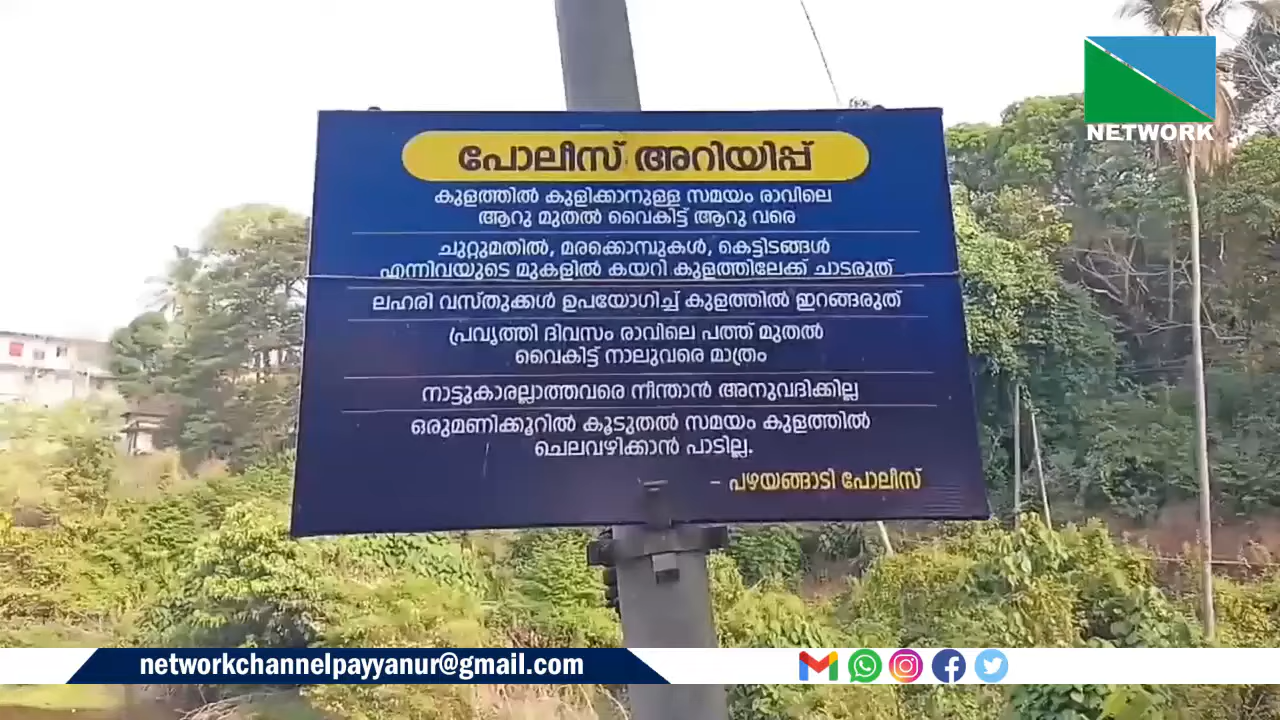 NETWORK
പോലീസ് അറിയിപ്പ്
കുളത്തിൽ കുളിക്കാനുള്ള സമയം രാവിലെ
ആറു മുതൽ വൈകിട്ട് ആറു വരെ
ചുറ്റുമതിൽ, മരക്കൊമ്പുകൾ, കെട്ടിടങ്ങൾ
എന്നിവയുടെ മുകളിൽ കയറി കുളത്തിലേക്ക് ചാടരുത്
ലഹരി വസ്തുക്കൾ ഉപയോഗിച്ച് കുളത്തിൽ ഇറങ്ങരുത്
പ്രവൃത്തി ദിവസം രാവിലെ പത്ത് മുതൽ
വൈകിട്ട് നാലുവരെ മാത്രം
നാട്ടുകാരല്ലാത്തവരെ നീന്താൻ അനുവദിക്കില്ല
ഒരുമണിക്കൂറിൽ കൂടുതൽ സമയം കുളത്തിൽ
ചെലവഴിക്കാൻ പാടില്ല.
- പഴയങ്ങാടി പോലീസ്
networkchannelpayyanur@gmail.com